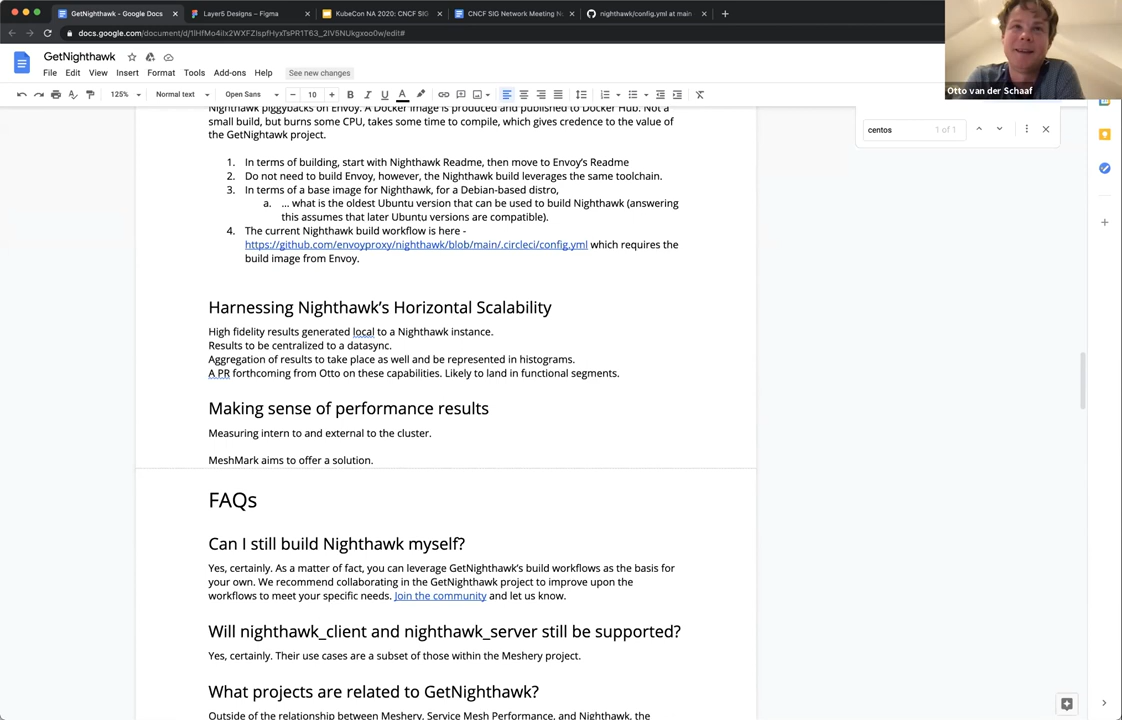 GetNighthawk - Google Docs
Layer5 Designs – Figma
KubeCon NA 2020: CNCF SIG
CNCF SIG Network Meeting
nighthawk/config.yml at main
docs.google.com
Otto van der Schaaf
GetNighthawk
File Edit View Insert Format Tools Add-ons Help See new changes
125% Normal text Open Sans 10
centos 1 of 1
Nighthawk piggybacks on Envoy. A Docker image is produced and published to Docker Hub. Not a
small build, but burns some CPU, takes some time to compile, which gives credence to the value of
the GetNightawk project.
1. In terms of building, start with Nighthawk Readme, then move to Envoy's Readme
2. Do not need to build Envoy, however, the Nighthawk build leverages the same toolchain.
3. In terms of a base image for Nighthawk, for a Debian-based distro,
a. ... what is the oldest Ubuntu version that can be used to build Nighthawk (answering
this assumes that later Ubuntu versions are compatible).
4. The current Nighthawk build workflow is here -
https://github.com/envoyproxy/nighthawk/blob/main/.circleci/config.yml which requires the
build image from Envoy.
Harnessing Nighthawk's Horizontal Scalability
High fidelity results generated local to a Nighthawk instance.
Results to be centralized to a datasync.
Aggregation of results to take place as well and be represented in histograms.
A PR forthcoming from Otto on these capabilities. Likely to land in functional segments.
Making sense of performance results
Measuring intern to and external to the cluster.
MeshMark aims to offer a solution.
FAQs
Can I still build Nighthawk myself?
Yes, certainly. As a matter of fact, you can leverage GetNighthawk's build workflows as the basis for
your own. We recommend collaborating in the GetNighthawk project to improve upon the
workflows to meet your specific needs. Join the community and let us know.
Will nighthawk_client and nighthawk_server still be supported?
Yes, certainly. Their use cases are a subset of those within the Meshery project.
What projects are related to GetNighthawk?
Outside of the relationship between Meshery, Service Mesh Performance, and Nighthawk, the